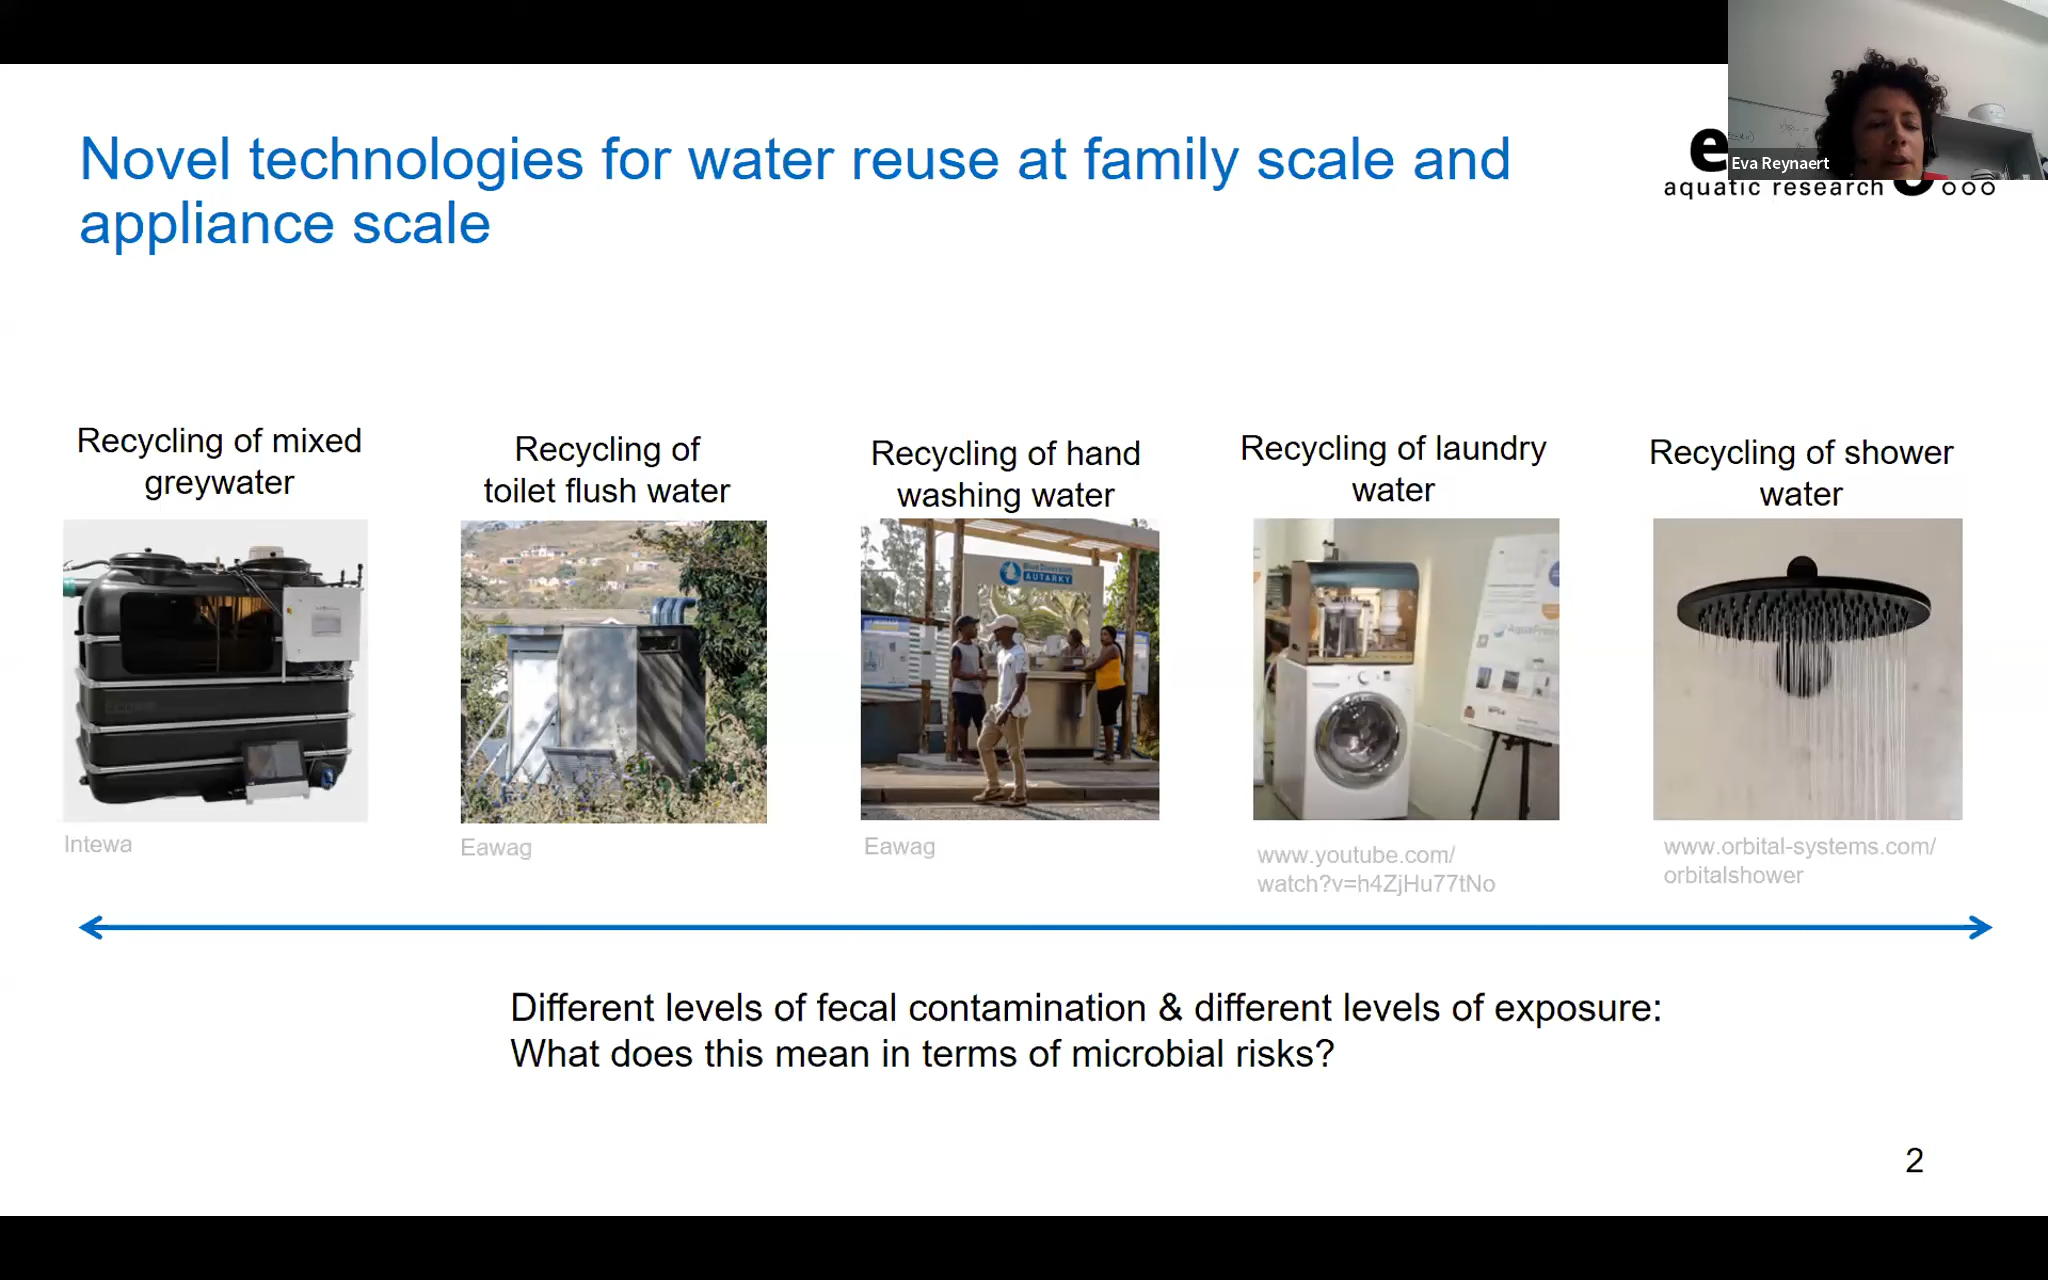 Novel technologies for water reuse at family scale and
appliance scale
e
Eva Reynaert
aquatic research
Recycling of mixed
greywater
Recycling of
toilet flush water
Recycling of hand
washing water
Recycling of laundry
water
Recycling of shower
water
Blue Diversion
AUTARKY
Intewa
Eawag
Eawag
www.youtube.com/
watch?v=h4ZjHu77tNo
www.orbital-systems.com/
orbitalshower
Different levels of fecal contamination & different levels of exposure:
What does this mean in terms of microbial risks?
2